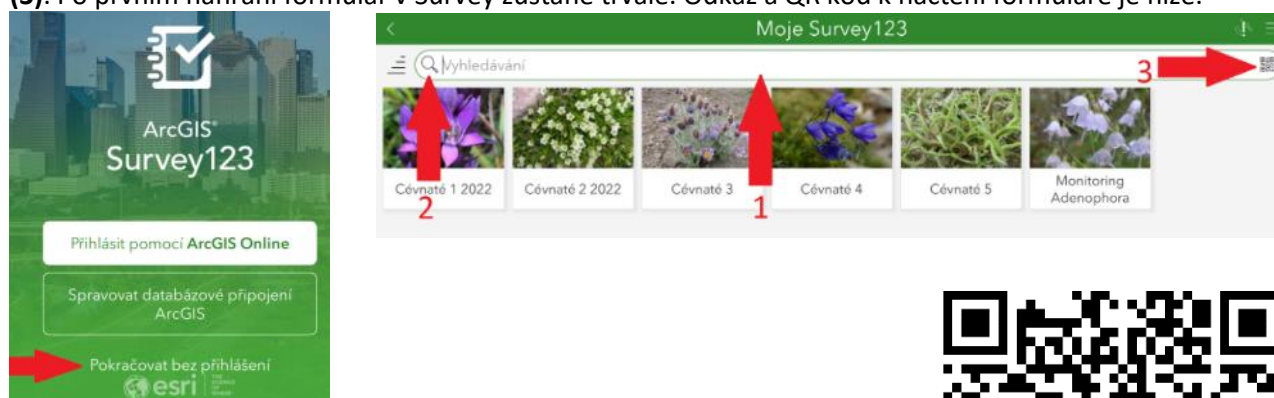 (3). Po prvním nahrání formulář v Survey zůstane trvale. Odkaz a QR kód k načtení formuláře je níže.
Moje Survey123
Vyhledávání
3
ArcGIS®
Survey123
Cévnaté 1 2022
Cévnaté 2 2022
Cévnaté 3
Cévnaté 4
Cévnaté 5
Monitoring
Adenophora
2
1
Přihlásit pomocí ArcGIS Online
Spravovat databázové připojení
ArcGIS
Pokračovat bez přihlášení
esri